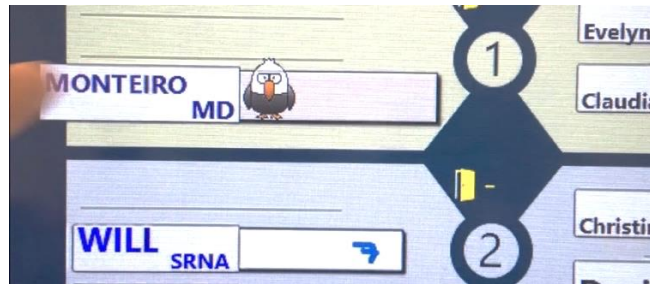 Evelyn
1
MONTEIRO
MD
Claudia
2
WILL
SRNA
Christi